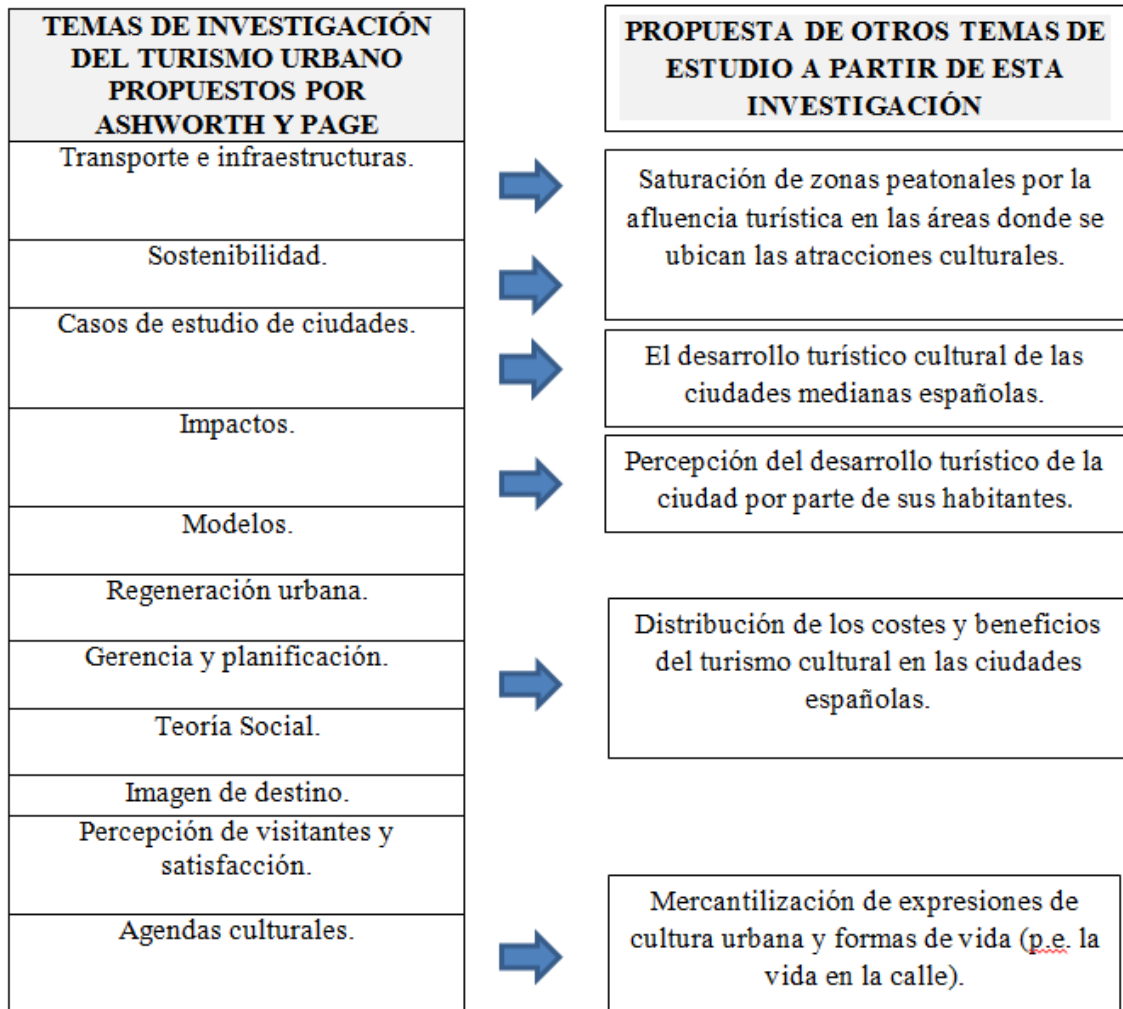 TEMAS DE INVESTIGACIÓN
DEL TURISMO URBANO
PROPUESTOS POR
ASHWORTH Y PAGE
Transporte e infraestructuras.
Sostenibilidad.
Casos de estudio de ciudades.
Impactos.
Modelos.
Regeneración urbana.
Gerencia y planificación.
Teoría Social.
Imagen de destino.
Percepción de visitantes y
satisfacción.
Agendas culturales.
PROPUESTA DE OTROS TEMAS DE
ESTUDIO A PARTIR DE ESTA
INVESTIGACIÓN
Saturación de zonas peatonales por la
afluencia turística en las áreas donde se
ubican las atracciones culturales.
El desarrollo turístico cultural de las
ciudades medianas españolas.
Percepción del desarrollo turístico de la
ciudad por parte de sus habitantes.
Distribución de los costes y beneficios
del turismo cultural en las ciudades
españolas.
Mercantilización de expresiones de
cultura urbana y formas de vida (p.e. la
vida en la calle).